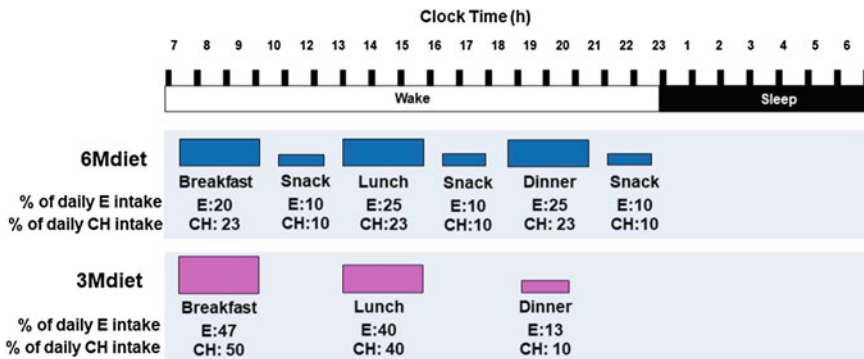 Clock Time (h)
7 8 9 10 12 13 14 15 16 17 18 19 20 21 22 23 1 2 3 4 5 6
Wake Sleep
6Mdiet
Breakfast Snack Lunch Snack Dinner Snack
% of daily E intake E:20 E:10 E:25 E:10 E:25 E:10
% of daily CH intake CH: 23 CH:10 CH:23 CH:10 CH: 23 CH:10
3Mdiet
Breakfast Lunch Dinner
% of daily E intake E:47 E:40 E:13
% of daily CH intake CH: 50 CH: 40 CH: 10